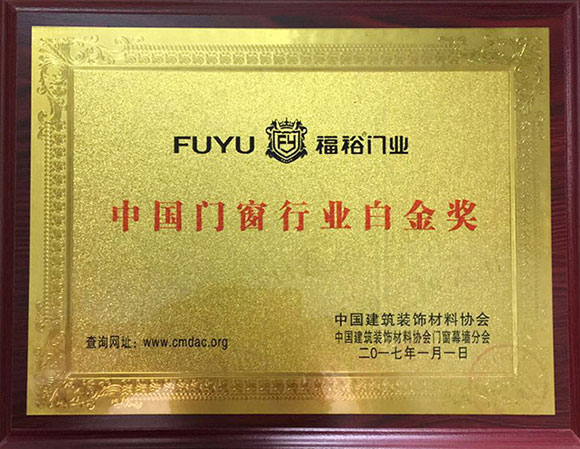 FUYU FY 福裕门业
中国门窗行业白金奖
中国建筑装饰材料协会
查询网址：www.cmdac.org 中国建筑装饰材料协会门窗幕墙分会
二〇一七年一月一日